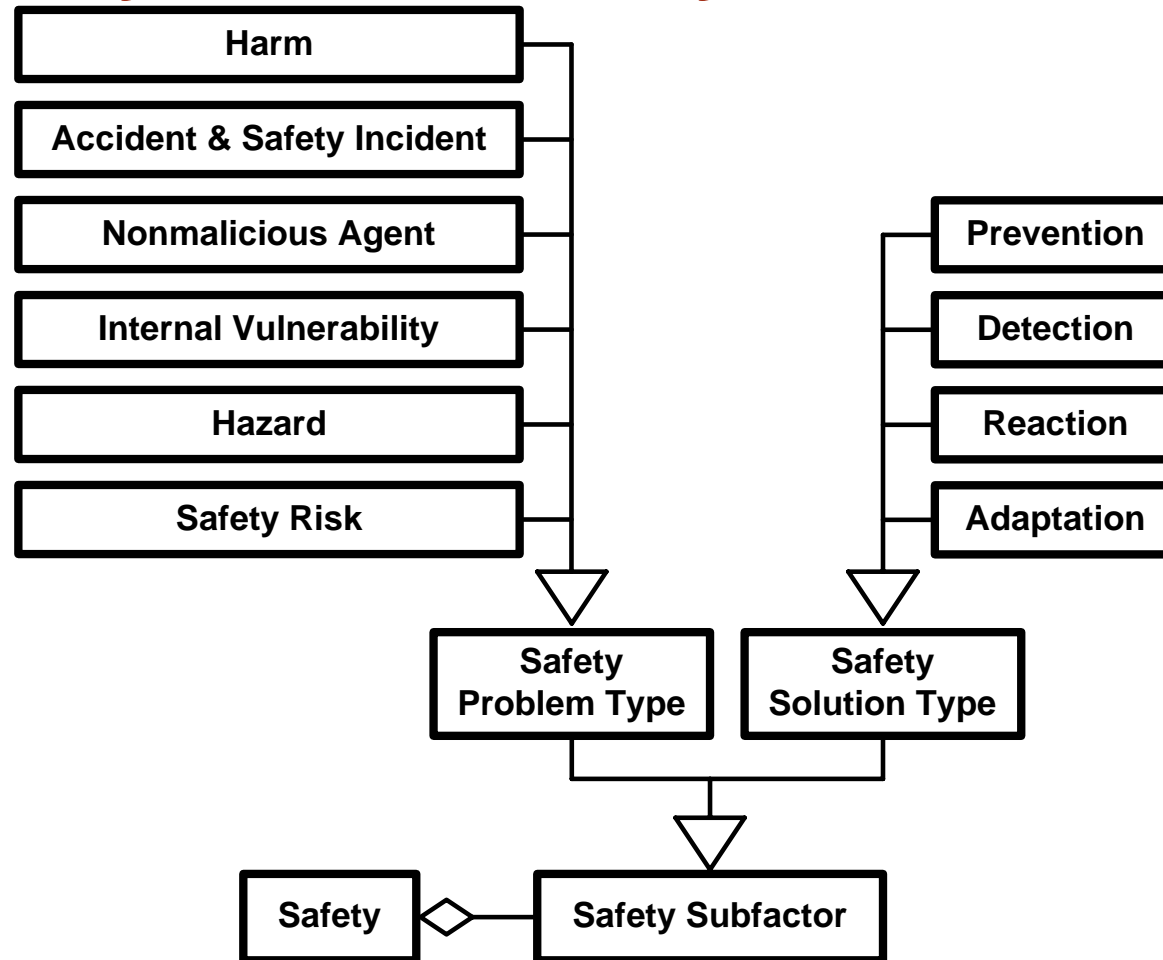 Harm
Accident & Safety Incident
Nonmalicious Agent
Internal Vulnerability
Hazard
Safety Risk
Prevention
Detection
Reaction
Adaptation
Safety
Problem Type
Safety
Solution Type
Safety
Safety Subfactor